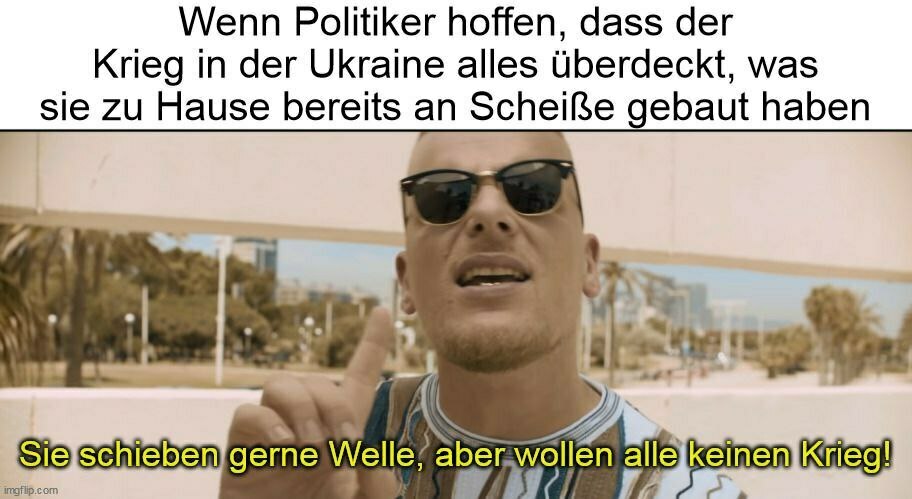 Wenn Politiker hoffen, dass der
Krieg in der Ukraine alles überdeckt, was
sie zu Hause bereits an Scheiße gebaut haben
Sie schieben gerne Welle, aber wollen alle keinen Krieg!
imgflip.com